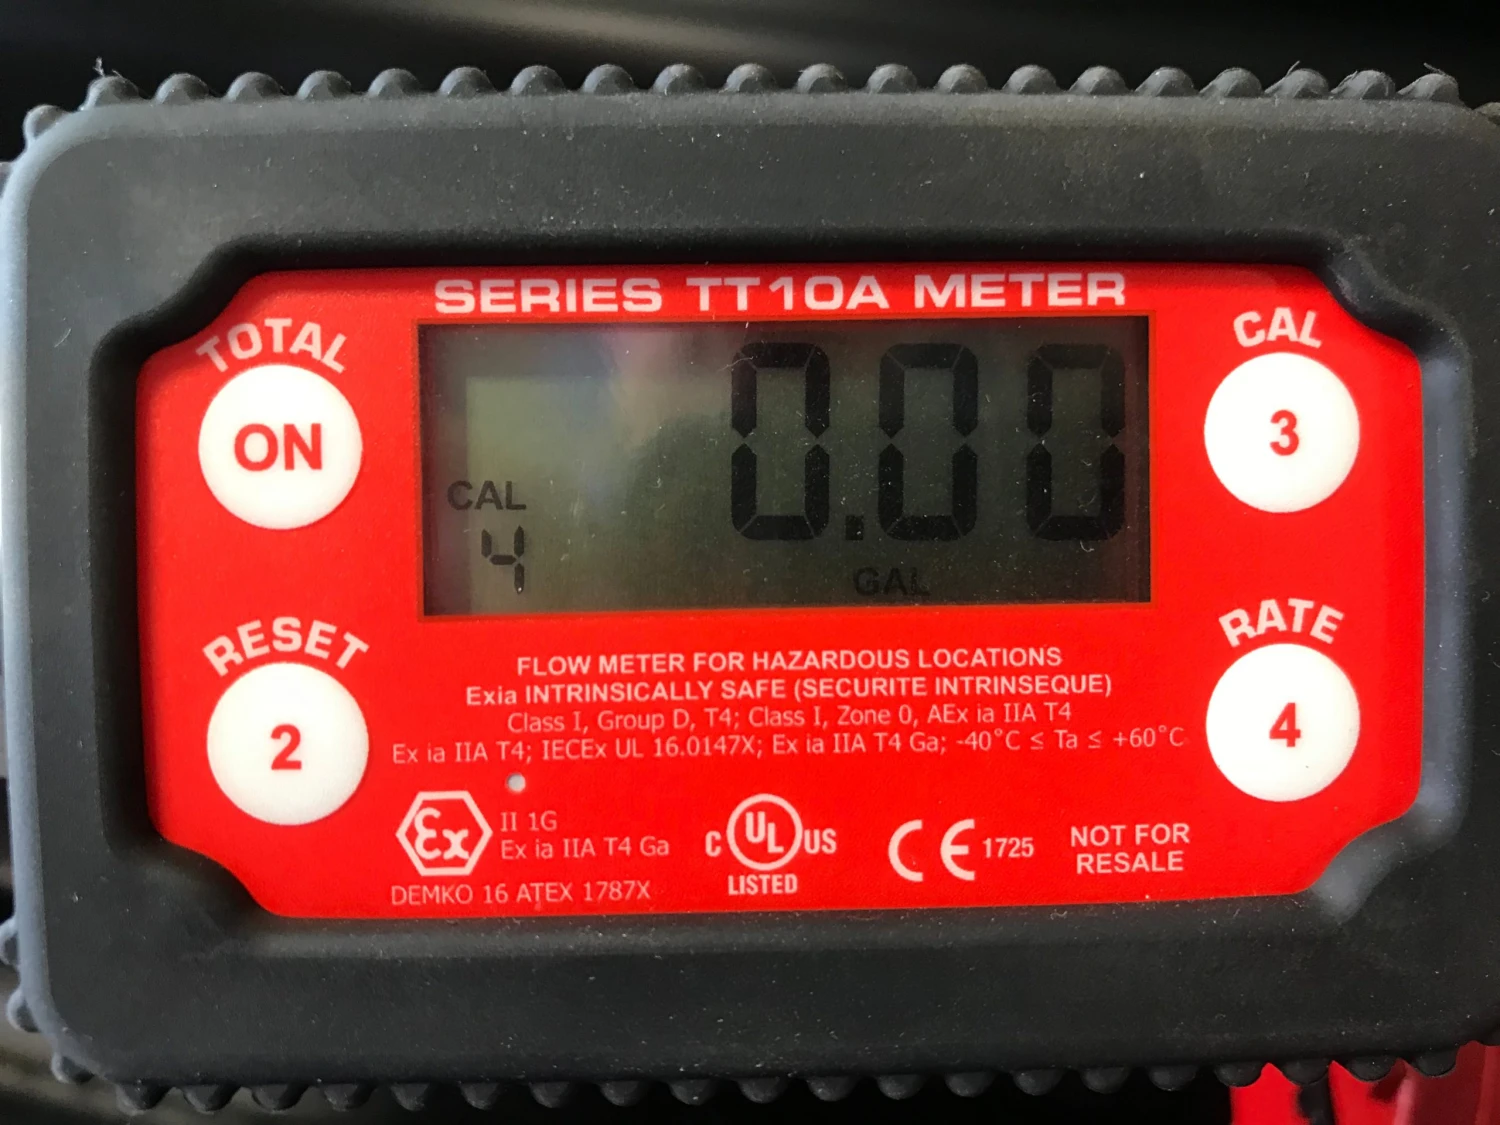 SERIES TT10A METER
TOTAL
ON
CAL
3
0.00
CAL
4
GAL
RESET
2
RATE
4
FLOW METER FOR HAZARDOUS LOCATIONS
Exia INTRINSICALLY SAFE (SECURITE INTRINSEQUE)
Class I, Group D, T4; Class I, Zone 0, AEx ia IIA T4
Ex ia IIA T4; IECEx UL 16.0147X; Ex ia IIA T4 Ga; -40°C ≤ Ta ≤ +60°C
Ex
II 1G
Ex ia IIA T4 Ga
DEMKO 16 ATEX 1787X
C UL US
LISTED
CE 1725
NOT FOR
RESALE